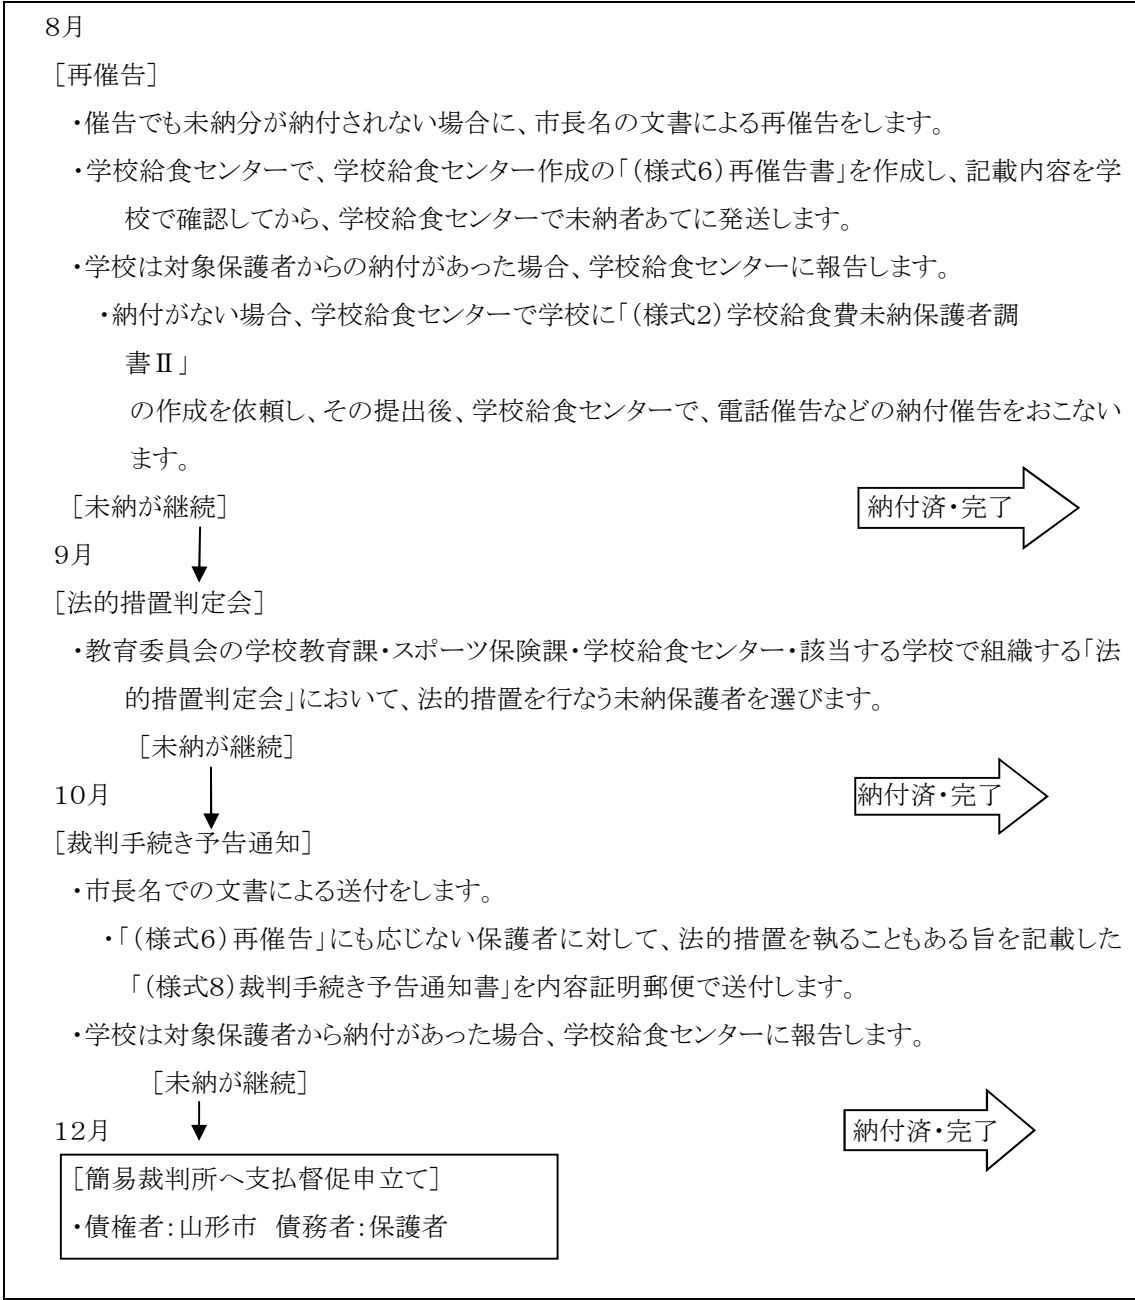 8月
[再催告]
・催告でも未納分が納付されない場合に、市長名の文書による再催告をします。
・学校給食センターで、学校給食センター作成の「(様式6)再催告書」を作成し、記載内容を学
校で確認してから、学校給食センターで未納者あてに発送します。
・学校は対象保護者からの納付があった場合、学校給食センターに報告します。
・納付がない場合、学校給食センターで学校に「(様式2)学校給食費未納保護者調
書Ⅱ」
の作成を依頼し、その提出後、学校給食センターで、電話催告などの納付催告をおこない
ます。
[未納が継続]
納付済・完了
9月
[法的措置判定会]
・教育委員会の学校教育課・スポーツ保険課・学校給食センター・該当する学校で組織する「法
的措置判定会」において、法的措置を行なう未納保護者を選びます。
[未納が継続]
10月
納付済・完了
[裁判手続き予告通知]
・市長名での文書による送付をします。
・「(様式6)再催告」にも応じない保護者に対して、法的措置を執ることもある旨を記載した
「(様式8)裁判手続き予告通知書」を内容証明郵便で送付します。
・学校は対象保護者から納付があった場合、学校給食センターに報告します。
[未納が継続]
12月
納付済・完了
[簡易裁判所へ支払督促申立て]
・債権者:山形市 債務者:保護者